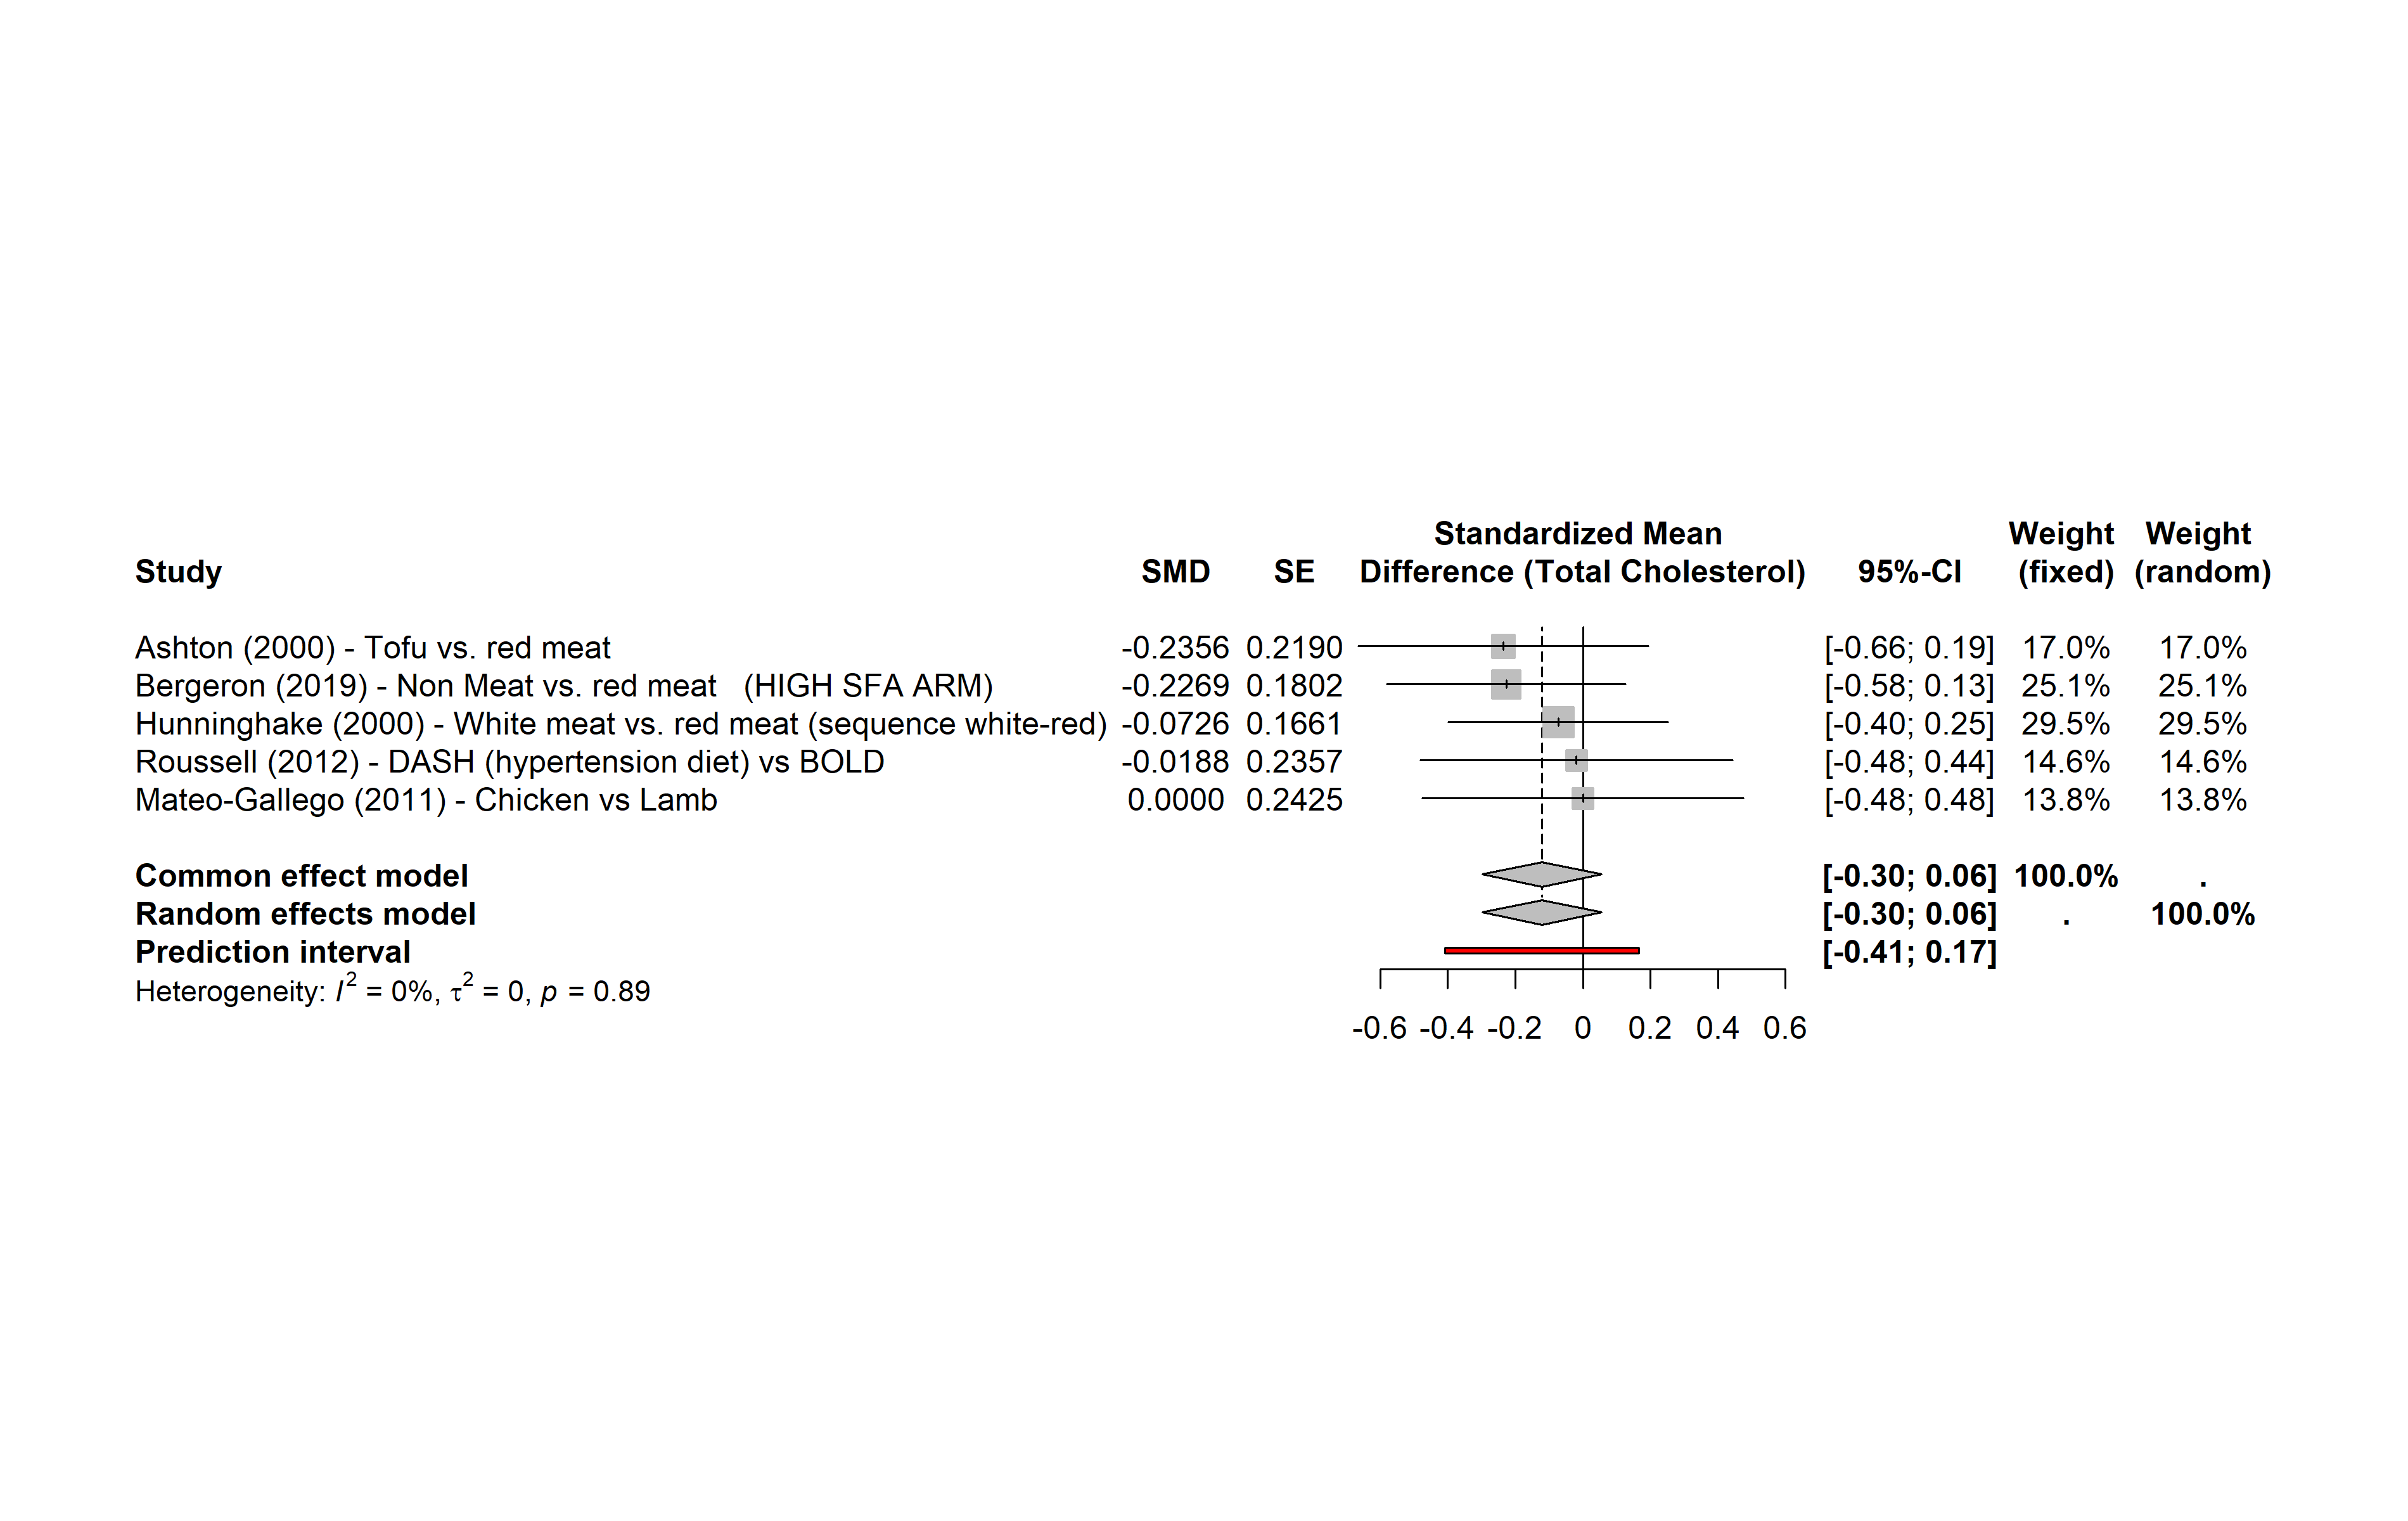 Standardized Mean Weight Weight
Study SMD SE Difference (Total Cholesterol) 95%-CI (fixed) (random)
Ashton (2000) - Tofu vs. red meat -0.2356 0.2190 [-0.66; 0.19] 17.0% 17.0%
Bergeron (2019) - Non Meat vs. red meat (HIGH SFA ARM) -0.2269 0.1802 [-0.58; 0.13] 25.1% 25.1%
Hunninghake (2000) - White meat vs. red meat (sequence white-red) -0.0726 0.1661 [-0.40; 0.25] 29.5% 29.5%
Roussell (2012) - DASH (hypertension diet) vs BOLD -0.0188 0.2357 [-0.48; 0.44] 14.6% 14.6%
Mateo-Gallego (2011) - Chicken vs Lamb 0.0000 0.2425 [-0.48; 0.48] 13.8% 13.8%
Common effect model [-0.30; 0.06] 100.0% .
Random effects model [-0.30; 0.06] . 100.0%
Prediction interval [-0.41; 0.17]
Heterogeneity: I² = 0%, τ² = 0, p = 0.89
-0.6 -0.4 -0.2 0 0.2 0.4 0.6